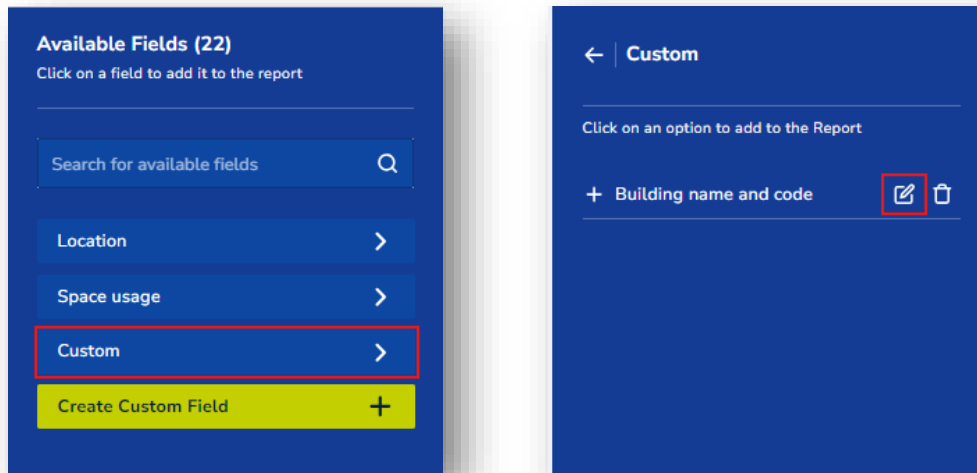 Available Fields (22)
Click on a field to add it to the report
Search for available fields
Location
Space usage
Custom
Create Custom Field
Custom
Click on an option to add to the Report
Building name and code